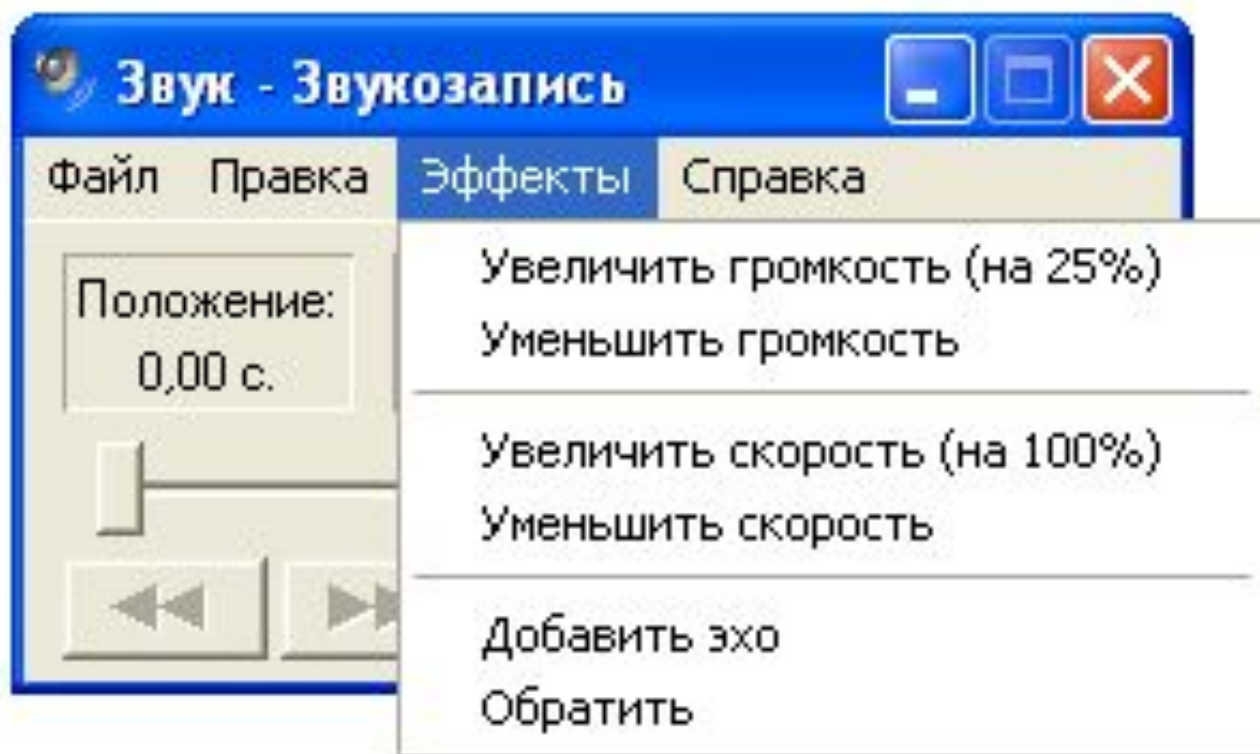 Звук - Звукозапись
Файл Правка Эффекты Справка
Положение:
0,00 с.
Увеличить громкость (на 25%)
Уменьшить громкость
Увеличить скорость (на 100%)
Уменьшить скорость
Добавить эхо
Обратить